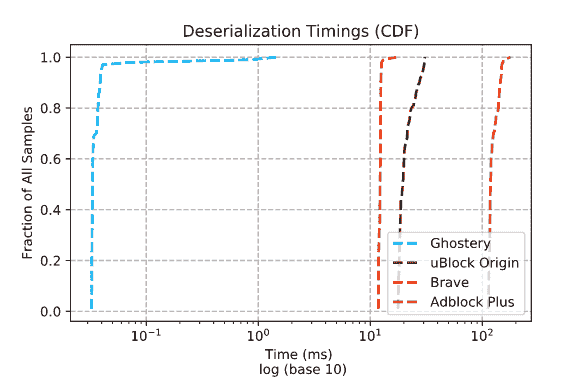 Deserialization Timings (CDF)
Fraction of All Samples
1.0
0.8
0.6
0.4
0.2
0.0
Ghostery
uBlock Origin
Brave
Adblock Plus
10⁻¹ 10⁰ 10¹ 10²
Time (ms)
log (base 10)